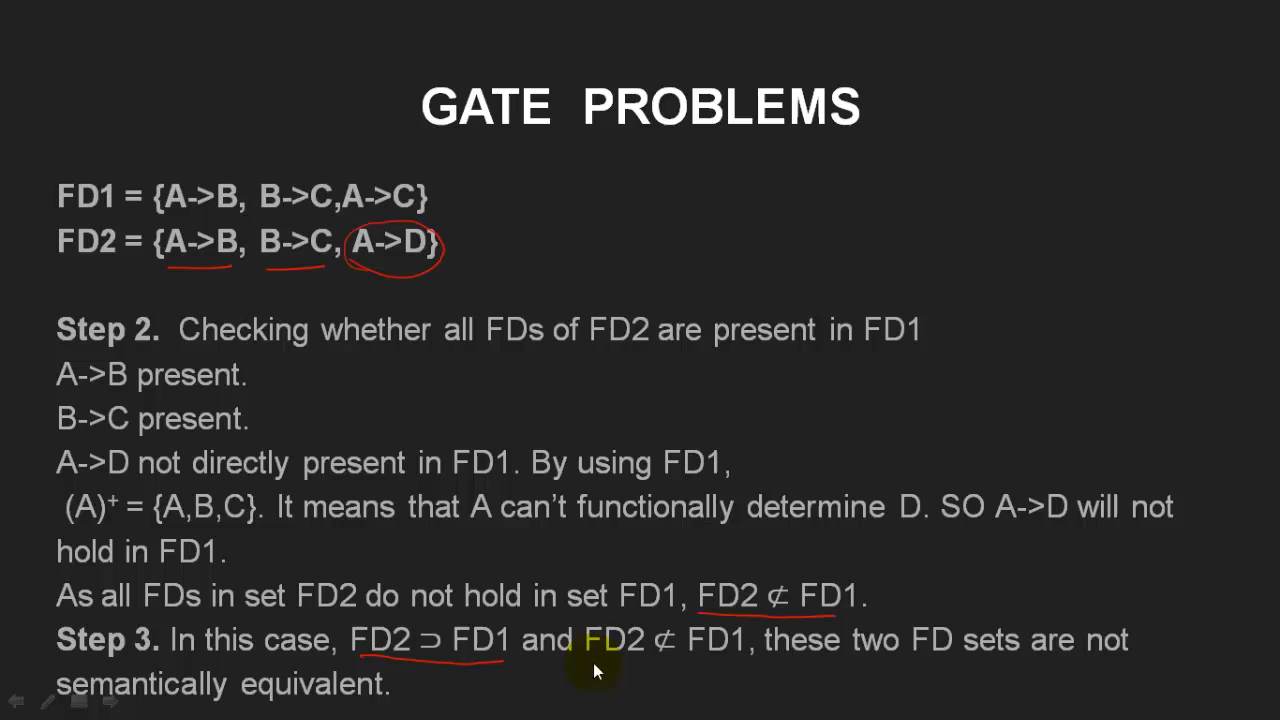 GATE PROBLEMS
FD1 = {A->B, B->C,A->C}
FD2 = {A->B, B->C, A->D}
Step 2. Checking whether all FDs of FD2 are present in FD1
A->B present.
B->C present.
A->D not directly present in FD1. By using FD1,
(A)⁺ = {A,B,C}. It means that A can’t functionally determine D. SO A->D will not
hold in FD1.
As all FDs in set FD2 do not hold in set FD1, FD2 ⊄ FD1.
Step 3. In this case, FD2 ⊃ FD1 and FD2 ⊄ FD1, these two FD sets are not
semantically equivalent.